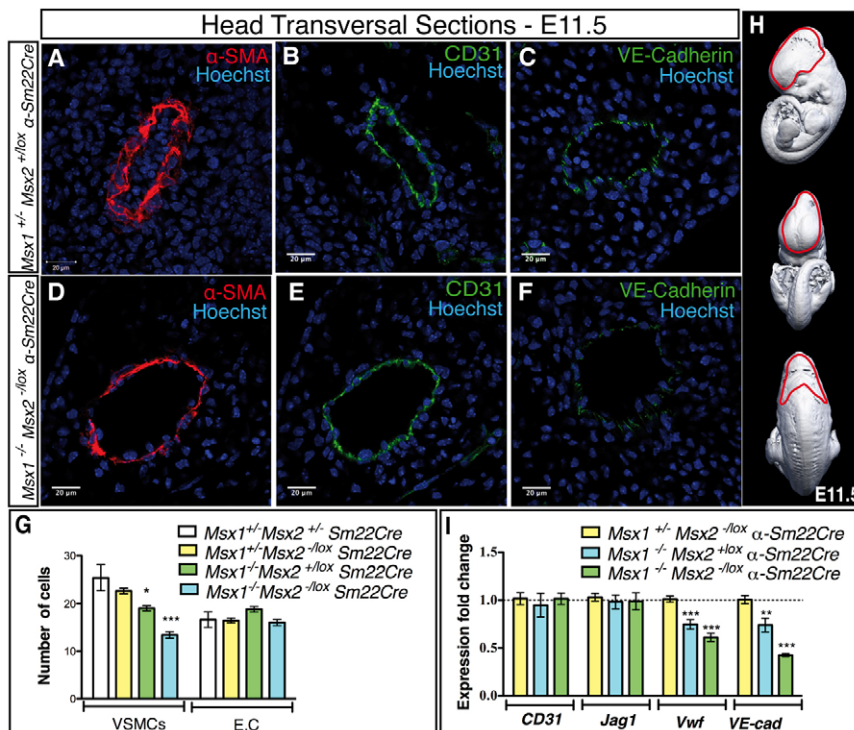 Head Transversal Sections - E11.5
H
Msx1 +/- Msx2 +/lox α-Sm22Cre
A
α-SMA
Hoechst
20 µm
B
CD31
Hoechst
20 µm
C
VE-Cadherin
Hoechst
20 µm
Msx1 -/- Msx2 -/lox α-Sm22Cre
D
α-SMA
Hoechst
20 µm
E
CD31
Hoechst
20 µm
F
VE-Cadherin
Hoechst
20 µm
E11.5
G
Msx1+/-Msx2 +/- Sm22Cre
Msx1+/-Msx2 -/lox Sm22Cre
Msx1-/-Msx2 +/lox Sm22Cre
Msx1-/-Msx2 -/lox Sm22Cre
Number of cells
30
20
10
0
*
***
VSMCs
E.C
I
Msx1 +/- Msx2 -/lox α-Sm22Cre
Msx1 -/- Msx2 +lox α-Sm22Cre
Msx1 -/- Msx2 -/lox α-Sm22Cre
Expression fold change
1.5
1.0
0.5
0.0
***
***
**
***
CD31
Jag1
Vwf
VE-cad